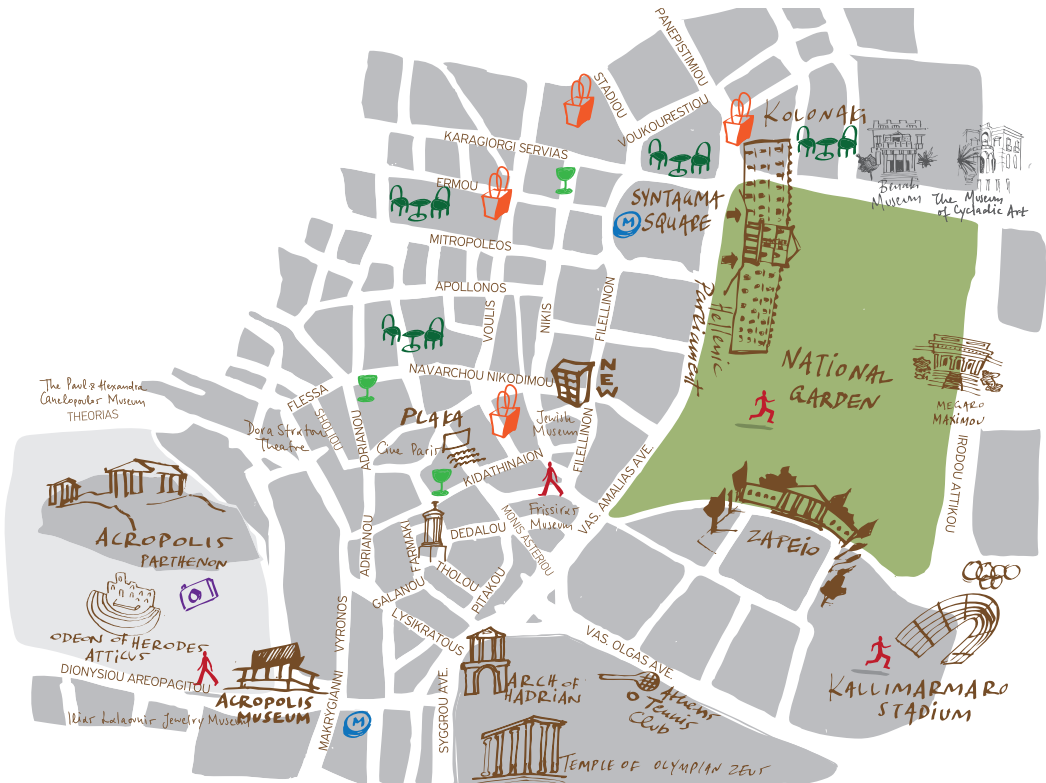 PANEPISTIMIOU
STADIOU
VOUKOURESTIOU
KOLONAKI
KARAGIORGI SERVIAS
Benaki
Museum
The Museum
of Cycladic Art
ERMOU
SYNTAGMA
SQUARE
M
MITROPOLEOS
APOLLONOS
VOULIS
NIKIS
FILELLINON
Hellenic
Parliament
NATIONAL
GARDEN
NAVARCHOU NIKODIMOU
NEW
MEGARO
MAXIMOU
The Paul & Alexandra
Canelopoulos Museum
THEORIAS
FLESSA
THOLOU
ADRIANOU
Dora Stratou
Theatre
PLAKA
Cine Paris
Jewish
Museum
FILELLINON
KIDATHINAION
VAS. AMALIAS AVE.
IRODOU ATTIKOU
Frissiras
Museum
MONIS ASTERIOU
DEDALOU
ADRIANOU
FARMAKI
THOLOU
PITAKOU
GALANOU
LYSIKRATOUS
ZAPEIO
ACROPOLIS
PARTHENON
ODEON OF HERODES
ATTICUS
DIONYSIOU AREOPAGITOU
VYRONOS
ACROPOLIS
MUSEUM
Ilias Lalaounis Jewelry Museum
MAKRYGIANNI
M
SYGGROU AVE.
VAS. OLGAS AVE.
ARCH OF
HADRIAN
Athens
Tennis
Club
KALLIMARMARO
STADIUM
TEMPLE OF OLYMPIAN ZEUS